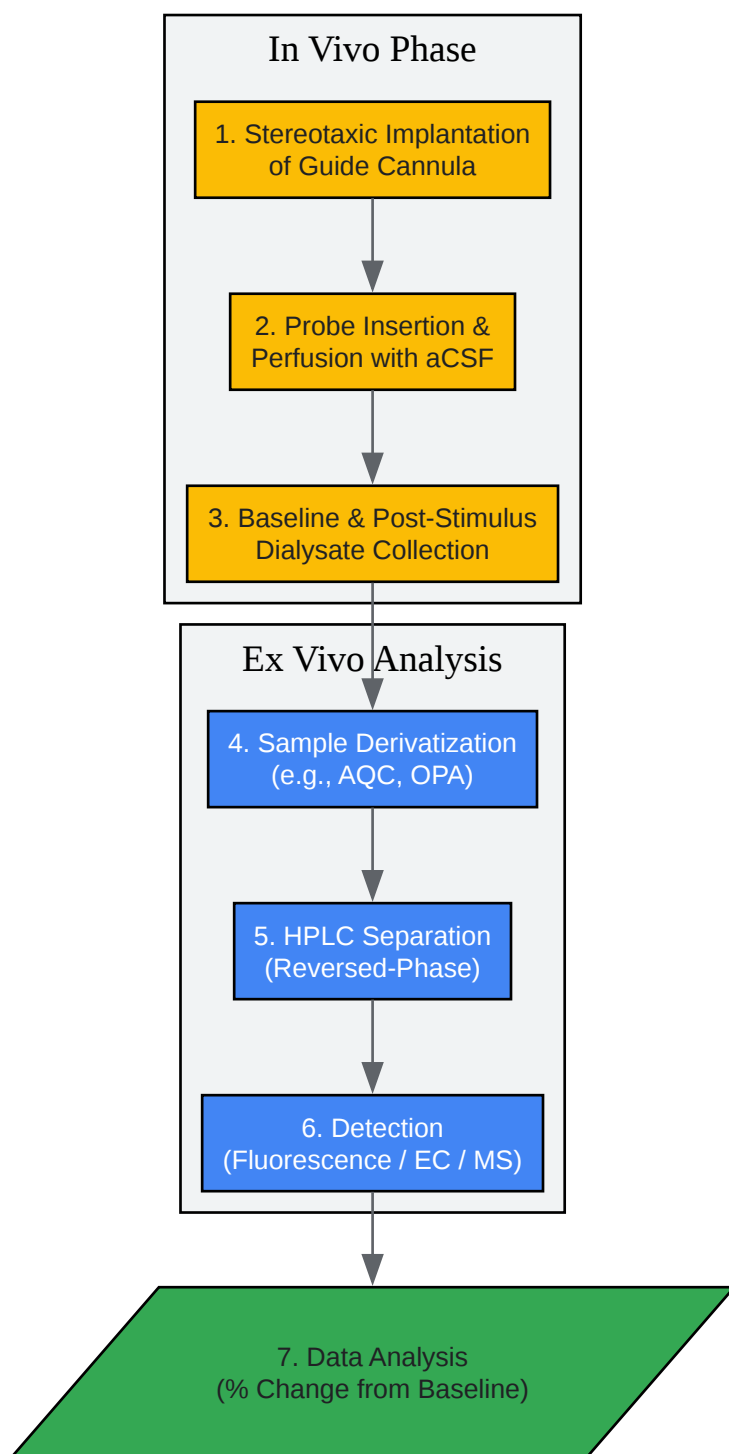 In Vivo Phase
1. Stereotaxic Implantation
of Guide Cannula
2. Probe Insertion &
Perfusion with aCSF
3. Baseline & Post-Stimulus
Dialysate Collection
Ex Vivo Analysis
4. Sample Derivatization
(e.g., AQC, OPA)
5. HPLC Separation
(Reversed-Phase)
6. Detection
(Fluorescence / EC / MS)
7. Data Analysis
(% Change from Baseline)